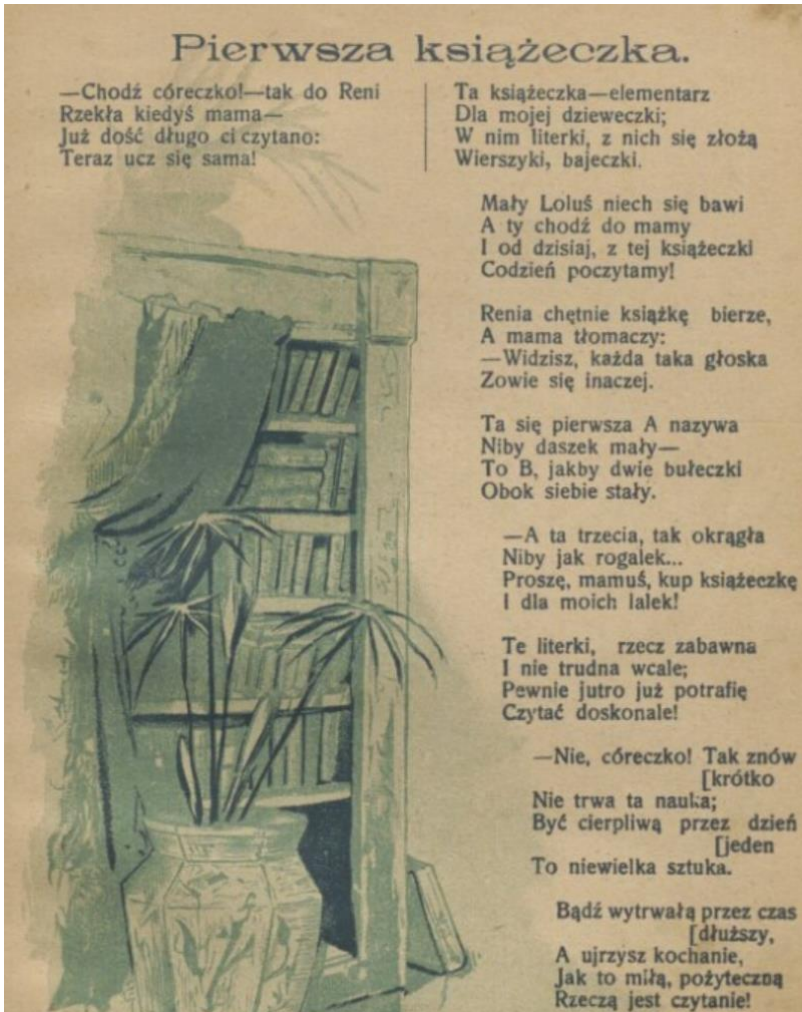 Pierwsza książeczka.
—Chodź córeczko!—tak do Reni
Rzekła kiedyś mama—
Już dość długo ci czytano:
Teraz ucz się sama!
Ta książeczka—elementarz
Dla mojej dzieweczki;
W nim literki, z nich się złożą
Wierszyki, bajeczki.
Mały Loluś niech się bawi
A ty chodź do mamy
I od dzisiaj, z tej książeczki
Codzień poczytamy!
Renia chętnie książkę bierze,
A mama tłomaczy:
—Widzisz, każda taka głoska
Zowie się inaczej.
Ta się pierwsza A nazywa
Niby daszek mały—
To B, jakby dwie bułeczki
Obok siebie stały.
—A ta trzecia, tak okrągła
Niby jak rogalek...
Proszę, mamuś, kup książeczkę
I dla moich lalek!
Te literki, rzecz zabawna
I nie trudna wcale;
Pewnie jutro już potrafię
Czytać doskonale!
—Nie, córeczko! Tak znów
[krótko
Nie trwa ta nauka;
Być cierpliwą przez dzień
[jeden
To niewielka sztuka.
Bądź wytrwałą przez czas
[dłuższy,
A ujrzysz kochanie,
Jak to miłą, pożyteczną
Rzeczą jest czytanie!